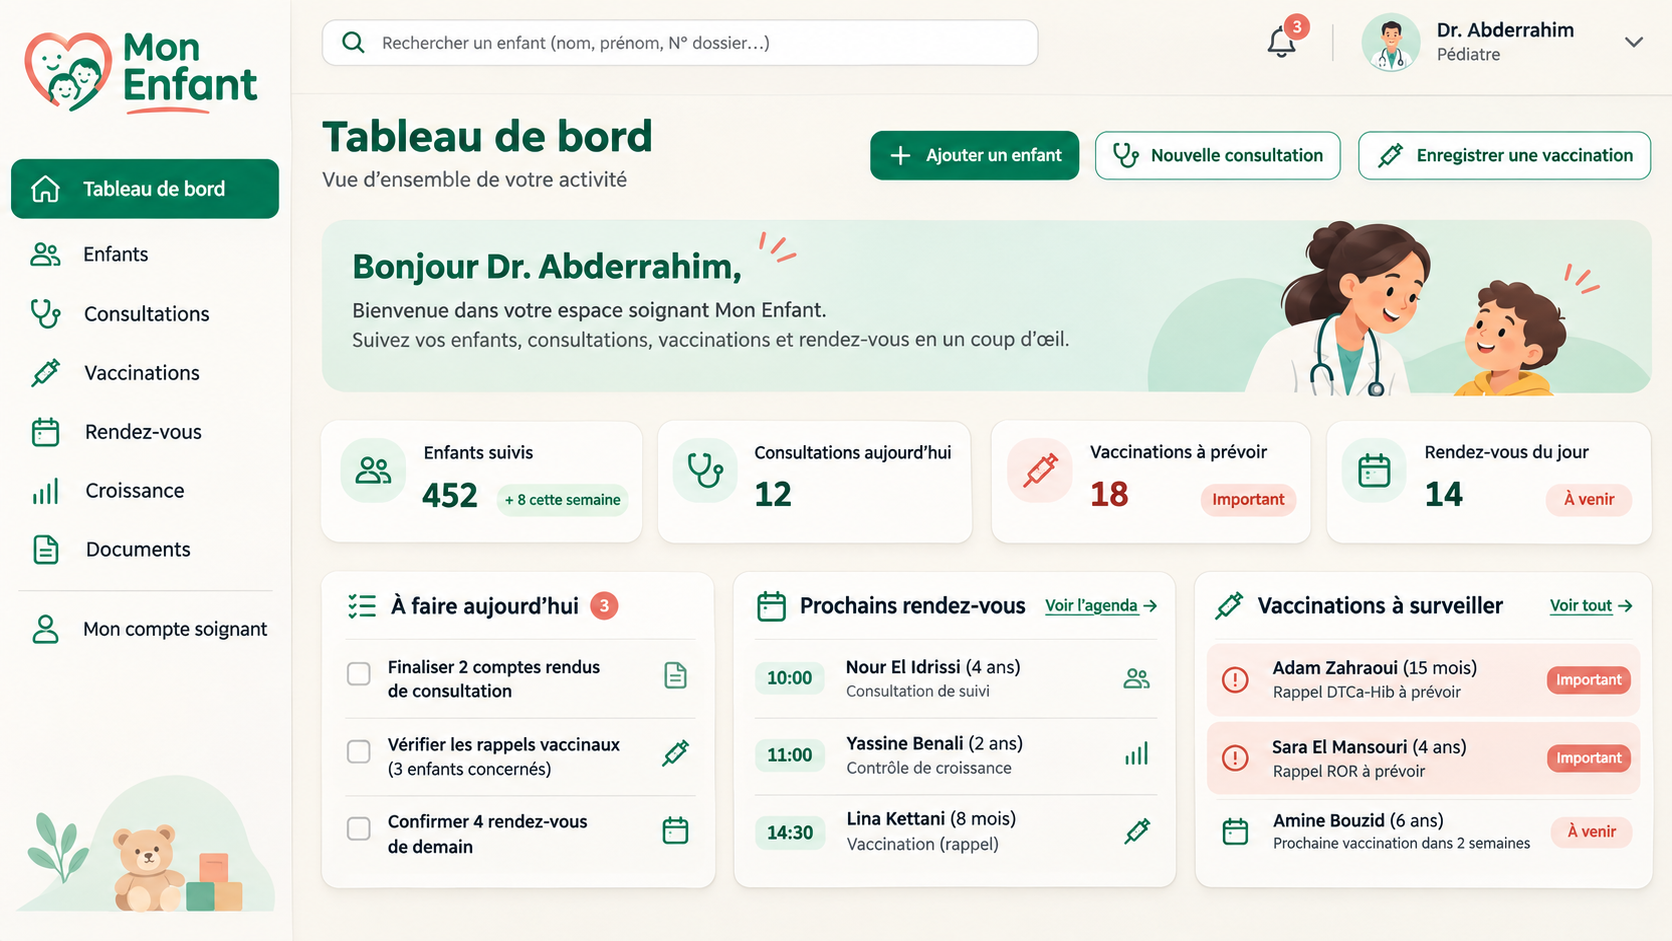 Mon
Enfant
Rechercher un enfant (nom, prénom, N° dossier…)
3
Dr. Abderrahim
Pédiatre
Tableau de bord
Enfants
Consultations
Vaccinations
Rendez-vous
Croissance
Documents
Mon compte soignant
Tableau de bord
Vue d’ensemble de votre activité
Ajouter un enfant
Nouvelle consultation
Enregistrer une vaccination
Bonjour Dr. Abderrahim,
Bienvenue dans votre espace soignant Mon Enfant.
Suivez vos enfants, consultations, vaccinations et rendez-vous en un coup d’œil.
Enfants suivis
452
+ 8 cette semaine
Consultations aujourd’hui
12
Vaccinations à prévoir
18
Important
Rendez-vous du jour
14
À venir
À faire aujourd’hui 3
Finaliser 2 comptes rendus
de consultation
Vérifier les rappels vaccinaux
(3 enfants concernés)
Confirmer 4 rendez-vous
de demain
Prochains rendez-vous
Voir l’agenda →
10:00
Nour El Idrissi (4 ans)
Consultation de suivi
11:00
Yassine Benali (2 ans)
Contrôle de croissance
14:30
Lina Kettani (8 mois)
Vaccination (rappel)
Vaccinations à surveiller
Voir tout →
Adam Zahraoui (15 mois)
Rappel DTCa-Hib à prévoir
Important
Sara El Mansouri (4 ans)
Rappel ROR à prévoir
Important
Amine Bouzid (6 ans)
Prochaine vaccination dans 2 semaines
À venir